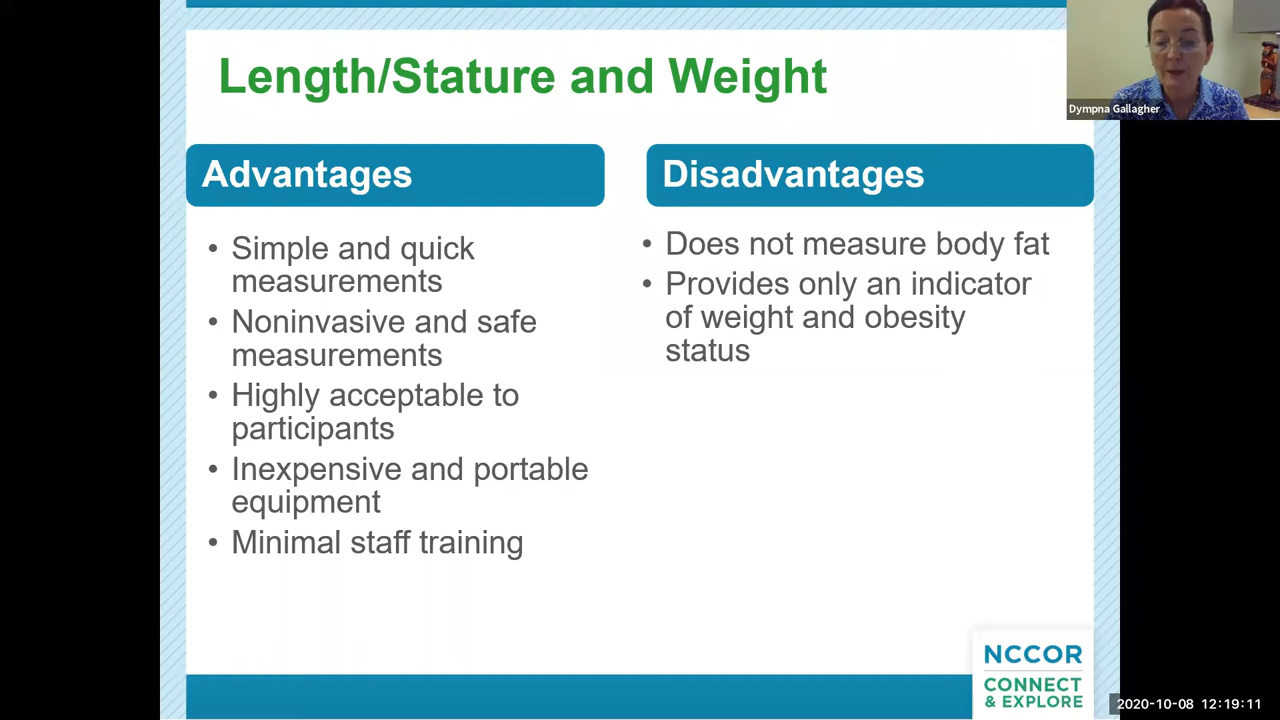 Length/Stature and Weight
Dympna Gallagher
Advantages
• Simple and quick
measurements
• Noninvasive and safe
measurements
• Highly acceptable to
participants
• Inexpensive and portable
equipment
• Minimal staff training
Disadvantages
• Does not measure body fat
• Provides only an indicator
of weight and obesity
status
NCCOR
CONNECT
& EXPLORE
2020-10-08 12:19:11